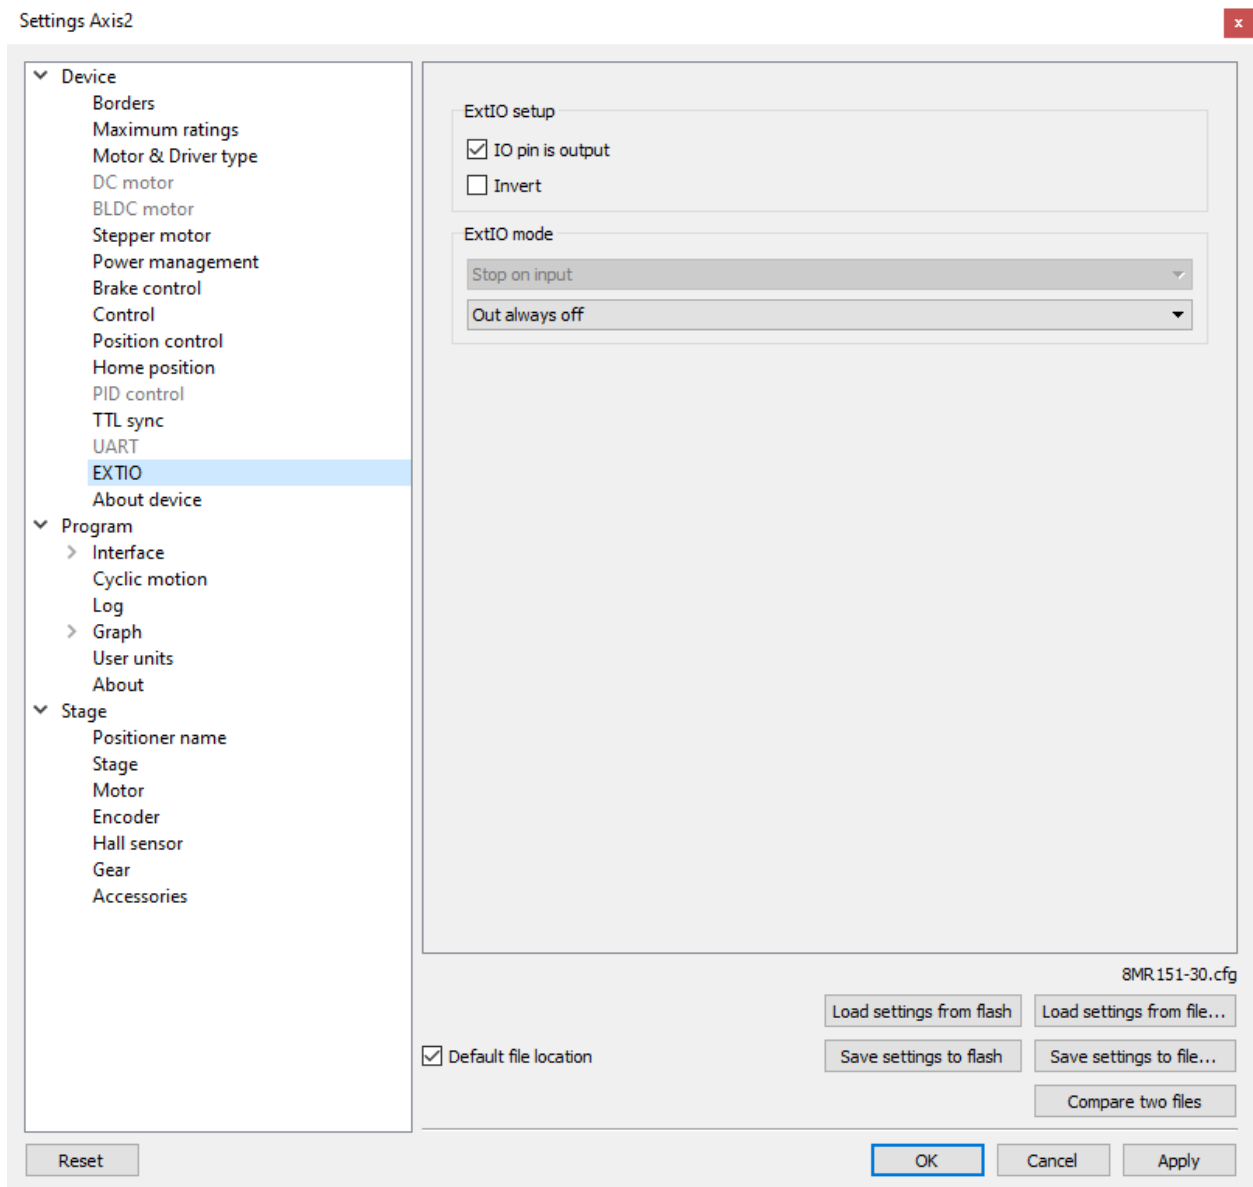 Settings Axis2
x
Device
Borders
Maximum ratings
Motor & Driver type
DC motor
BLDC motor
Stepper motor
Power management
Brake control
Control
Position control
Home position
PID control
TTL sync
UART
EXTIO
About device
Program
Interface
Cyclic motion
Log
Graph
User units
About
Stage
Positioner name
Stage
Motor
Encoder
Hall sensor
Gear
Accessories
ExtIO setup
IO pin is output
Invert
ExtIO mode
Stop on input
Out always off
8MR151-30.cfg
Load settings from flash
Load settings from file...
Default file location
Save settings to flash
Save settings to file...
Compare two files
Reset
OK
Cancel
Apply